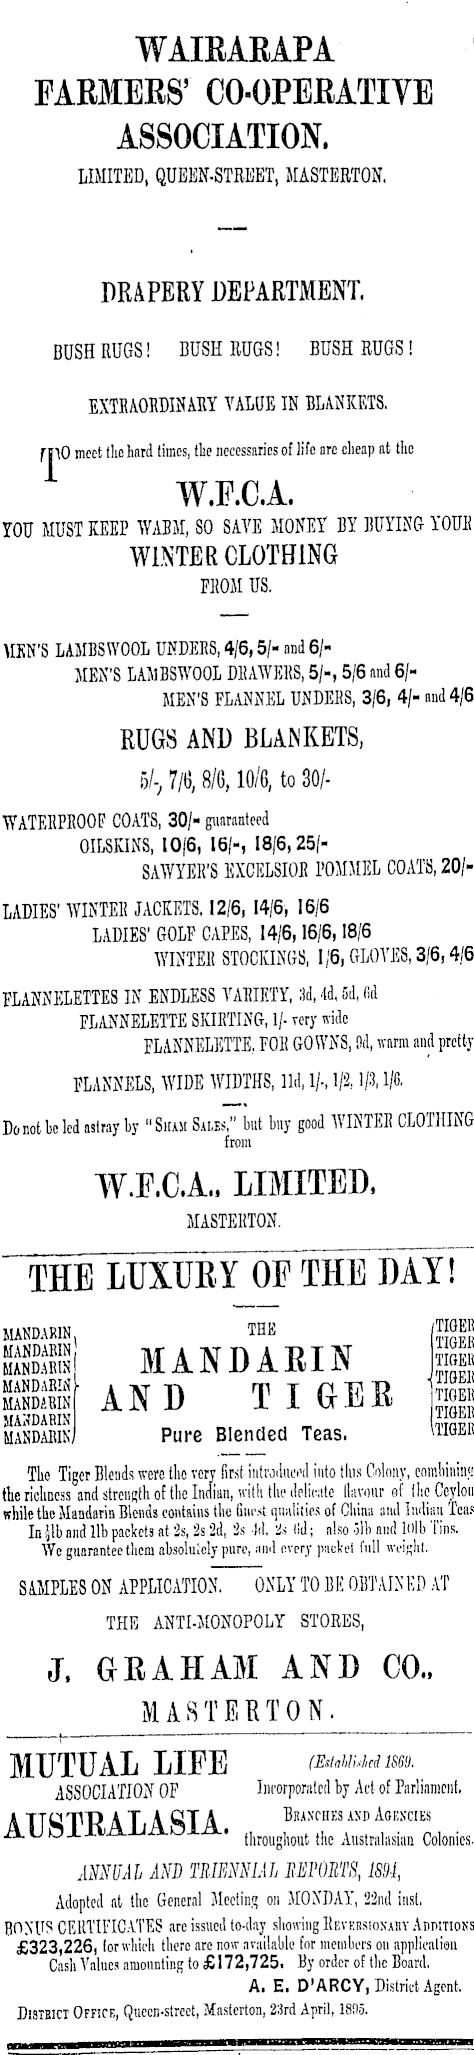 WAIRARAPA
FARMERS' CO-OPERATIVE
ASSOCIATION.
LIMITED, QUEEN-STREET, MASTERTON.
DRAPERY DEPARTMENT.
BUSH RUGS! BUSH RUGS! BUSH RUGS!
EXTRAORDINARY VALUE IN BLANKETS.
TO meet the hard times, the necessaries of life are cheap at the
W.F.C.A.
YOU MUST KEEP WARM, SO SAVE MONEY BY BUYING YOUR
WINTER CLOTHING
FROM US.
MEN'S LAMBSWOOL UNDERS, 4/6, 5/- and 6/-
MEN'S LAMBSWOOL DRAWERS, 5/-, 5/6 and 6/-
MEN'S FLANNEL UNDERS, 3/6, 4/- and 4/6
RUGS AND BLANKETS,
5/-, 7/6, 8/6, 10/6, to 30/-
WATERPROOF COATS, 30/- guaranteed
OILSKINS, 10/6, 16/-, 18/6, 25/-
SAWYER'S EXCELSIOR POMMEL COATS, 20/-
LADIES' WINTER JACKETS, 12/6, 14/6, 16/6
LADIES' GOLF CAPES, 14/6, 16/6, 18/6
WINTER STOCKINGS, 1/6, GLOVES, 3/6, 4/6
FLANNELETTES IN ENDLESS VARIETY, 3d, 4d, 5d, 6d
FLANNELETTE SKIRTING, 1/- very wide
FLANNELETTE, FOR GOWNS, 9d, warm and pretty
FLANNELS, WIDE WIDTHS, 11d, 1/-, 1/2, 1/3, 1/6.
Do not be led astray by "SHAM SALES," but buy good WINTER CLOTHING
from
W.F.C.A., LIMITED,
MASTERTON.
THE LUXURY OF THE DAY!
MANDARIN
MANDARIN
MANDARIN
MANDARIN
MANDARIN
MANDARIN
MANDARIN
THE
MANDARIN
AND TIGER
Pure Blended Teas.
TIGER
TIGER
TIGER
TIGER
TIGER
TIGER
TIGER
The Tiger Blends were the very first introduced into this Colony, combining
the richness and strength of the Indian, with the delicate flavour of the Ceylon
while the Mandarin Blends contains the finest qualities of China and Indian Teas
In ½lb and 1lb packets at 2s, 2s 2d, 2s 4d, 2s 6d; also 5lb and 10lb Tins.
We guarantee them absolutely pure, and every packet full weight.
SAMPLES ON APPLICATION. ONLY TO BE OBTAINED AT
THE ANTI-MONOPOLY STORES,
J. GRAHAM AND CO.,
MASTERTON.
MUTUAL LIFE
ASSOCIATION OF
AUSTRALASIA.
(Established 1869.
Incorporated by Act of Parliament.
BRANCHES AND AGENCIES
throughout the Australasian Colonies.
ANNUAL AND TRIENNIAL REPORTS, 1894,
Adopted at the General Meeting on MONDAY, 22nd inst.
BONUS CERTIFICATES are issued to-day showing REVERSIONARY ADDITIONS
£323,226, for which there are now available for members on application
Cash Values amounting to £172,725. By order of the Board,
A. E. D'ARCY, District Agent.
DISTRICT OFFICE, Queen-street, Masterton, 23rd April, 1895.